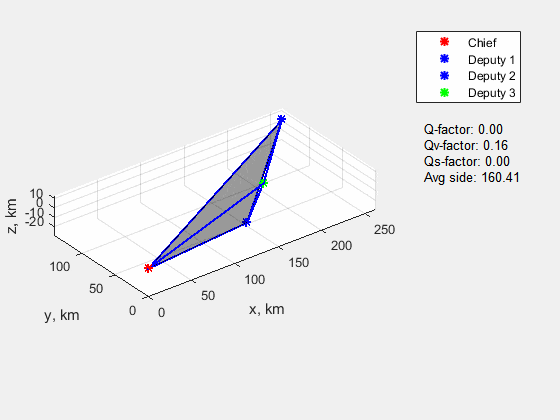 Chief
Deputy 1
Deputy 2
Deputy 3
Q-factor: 0.00
Qv-factor: 0.16
Qs-factor: 0.00
Avg side: 160.41
10
0
-10
-20
z, km
100
50
0
y, km
0
50
100
150
200
250
x, km